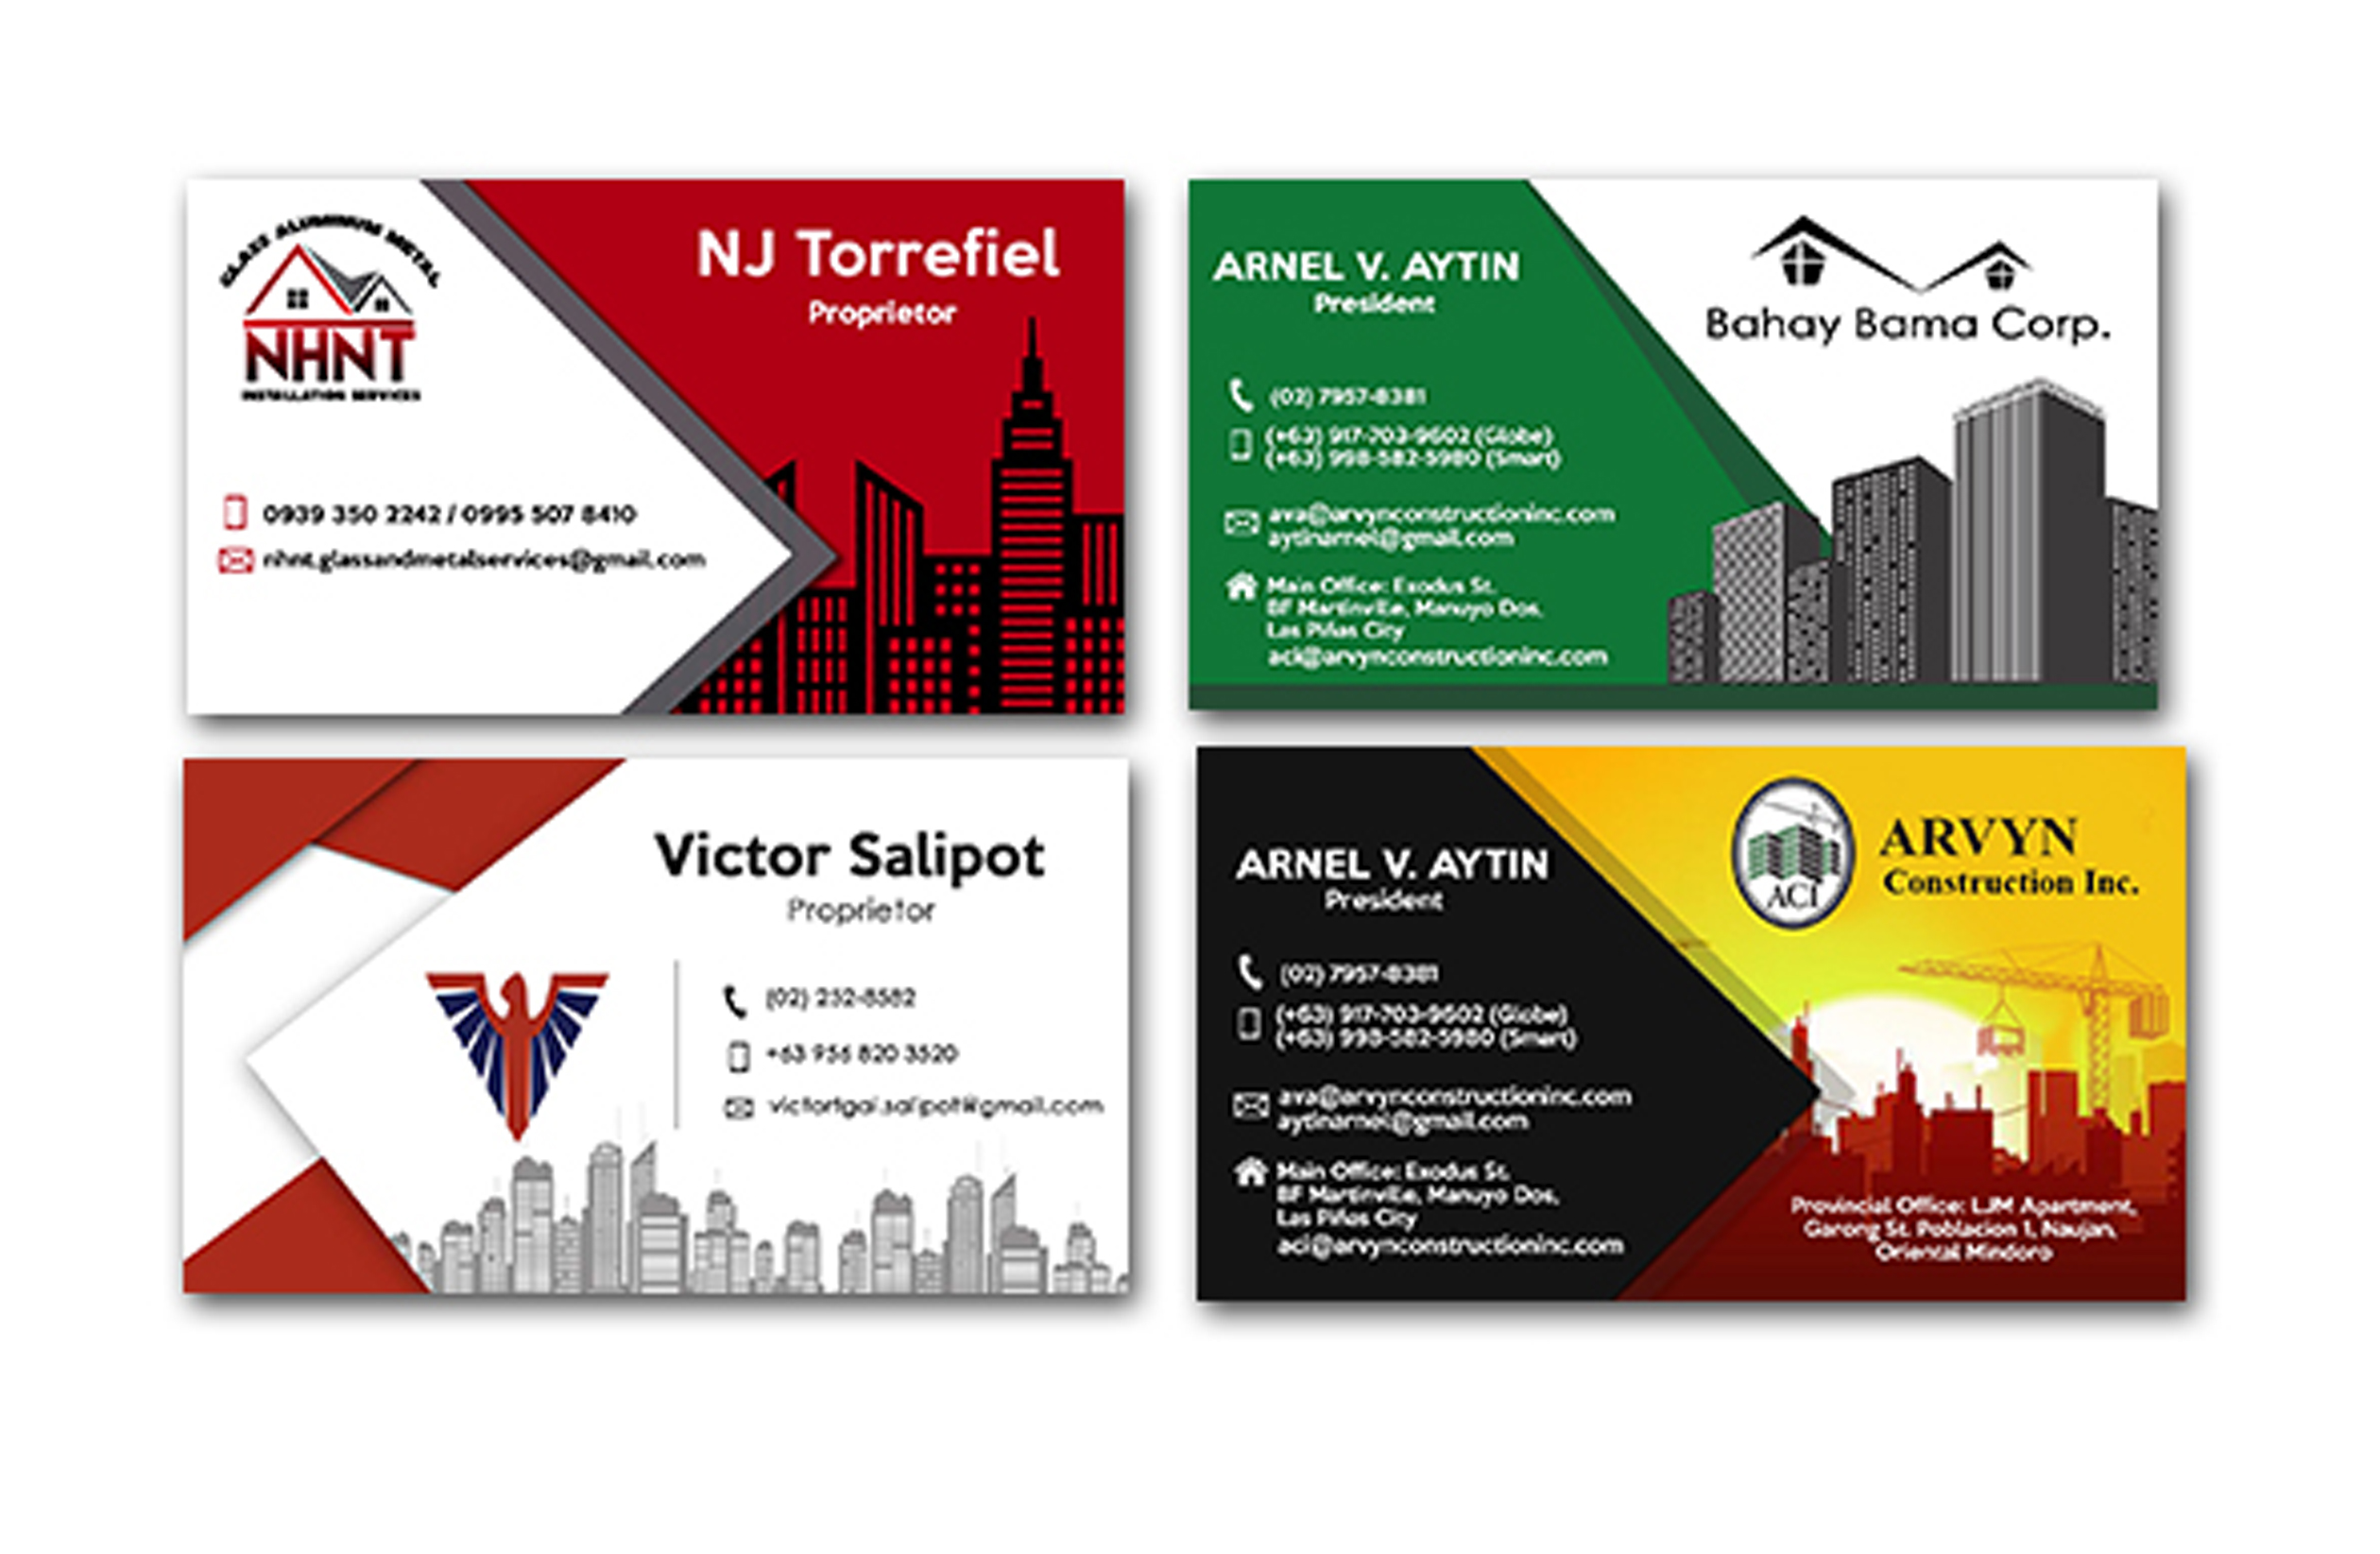 GLASS ALUMINIUM METAL
NHNT
INSTALLATION SERVICES
NJ Torrefiel
Proprietor
0939 350 2242 / 0995 507 8410
nhnt.glassandmetalservices@gmail.com
ARNEL V. AYTIN
President
(02) 7957-8381
(+63) 917-703-9602 (Globe)
(+63) 998-582-5980 (Smart)
ava@arvynconstructioninc.com
aytinarnel@gmail.com
Main Office: Exodus St.
BF Martinville, Manuyo Dos,
Las Piñas City
aci@arvynconstructioninc.com
Bahay Bama Corp.
Victor Salipot
Proprietor
(02) 252-8582
+63 956 820 3520
ARNEL V. AYTIN
President
(02) 7957-8381
(+63) 917-703-9602 (Globe)
(+63) 998-582-5980 (Smart)
ava@arvynconstructioninc.com
aytinarnel@gmail.com
Main Office: Exodus St.
BF Martinville, Manuyo Dos,
Las Piñas City
aci@arvynconstructioninc.com
ACI
ARVYN
Construction Inc.
Provincial Office: LJM Apartment,
Garong St. Poblacion 1, Naujan,
Oriental Mindoro